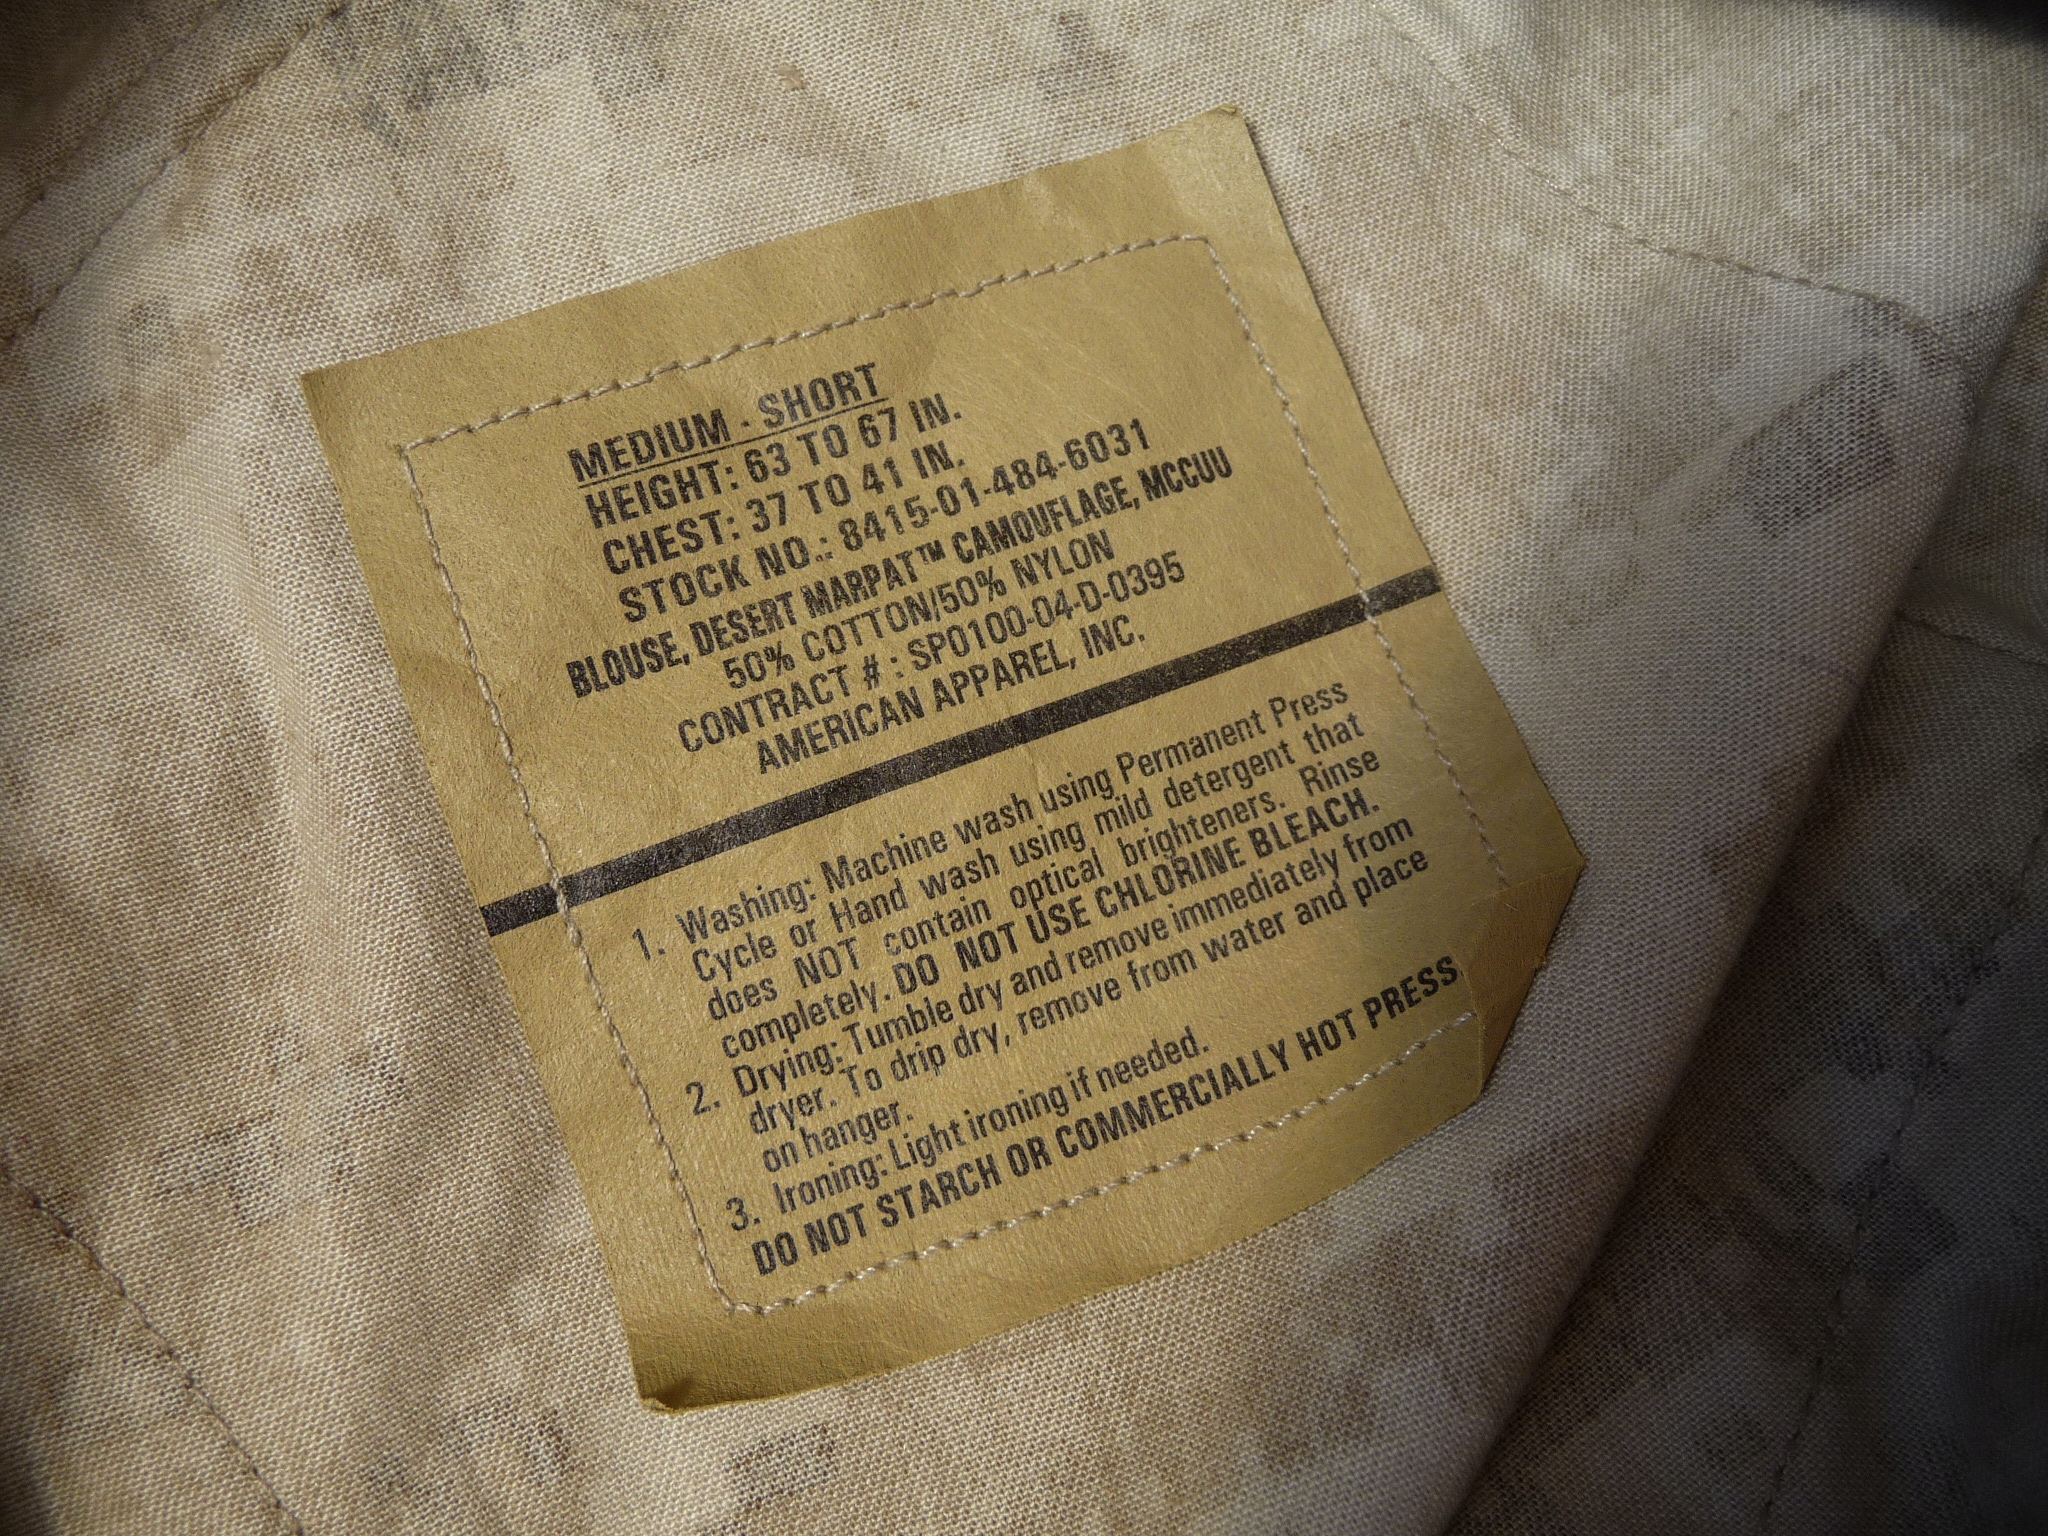 MEDIUM - SHORT
HEIGHT: 63 TO 67 IN.
CHEST: 37 TO 41 IN.
STOCK NO.: 8415-01-484-6031
BLOUSE, DESERT MARPAT™ CAMOUFLAGE, MCCUU
50% COTTON/50% NYLON
CONTRACT # : SP0100-04-D-0395
AMERICAN APPAREL, INC.
1. Washing: Machine wash using Permanent Press
Cycle or Hand wash using mild detergent that
does NOT contain optical brighteners. Rinse
completely. DO NOT USE CHLORINE BLEACH.
2. Drying: Tumble dry and remove immediately from
dryer. To drip dry, remove from water and place
on hanger.
3. Ironing: Light ironing if needed.
DO NOT STARCH OR COMMERCIALLY HOT PRESS